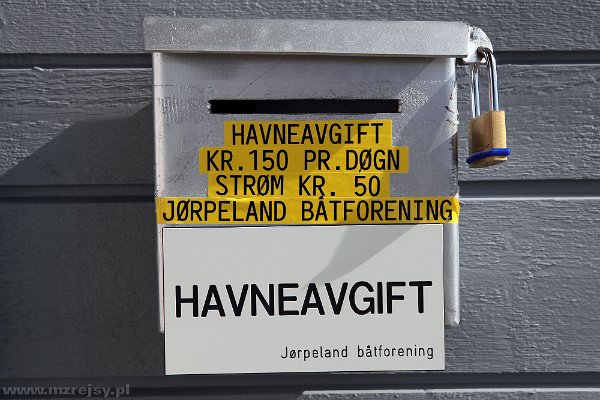 HAVNEAVGIFT
KR.150 PR.DØGN
STRØM KR. 50
JØRPELAND BÅTFORENING
HAVNEAVGIFT
Jørpeland båtforening
www.mzrejsy.pl